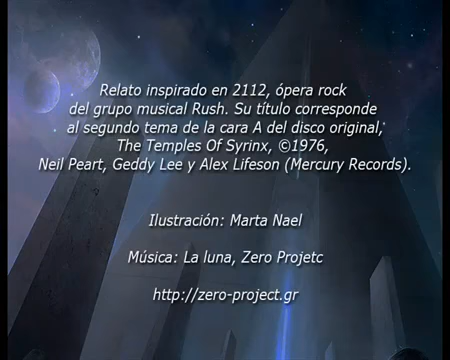 Relato inspirado en 2112, ópera rock
del grupo musical Rush. Su título corresponde
al segundo tema de la cara A del disco original,
The Temples Of Syrinx, ©1976,
Neil Peart, Geddy Lee y Alex Lifeson (Mercury Records).
Ilustración: Marta Nael
Música: La luna, Zero Projetc
http://zero-project.gr